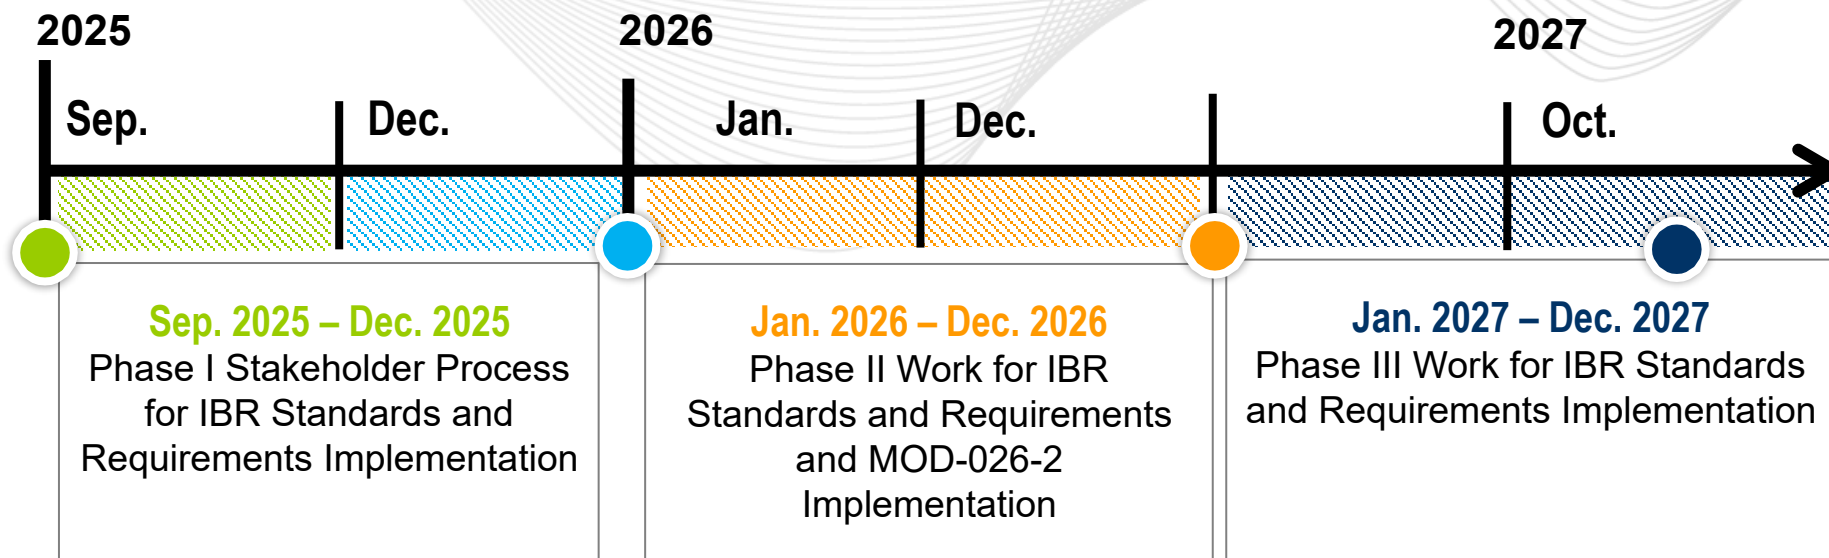 2025
2026
2027
Sep.
Dec.
Jan.
Dec.
Oct.
Sep. 2025 – Dec. 2025
Phase I Stakeholder Process
for IBR Standards and
Requirements Implementation
Jan. 2026 – Dec. 2026
Phase II Work for IBR
Standards and Requirements
and MOD-026-2
Implementation
Jan. 2027 – Dec. 2027
Phase III Work for IBR Standards
and Requirements Implementation